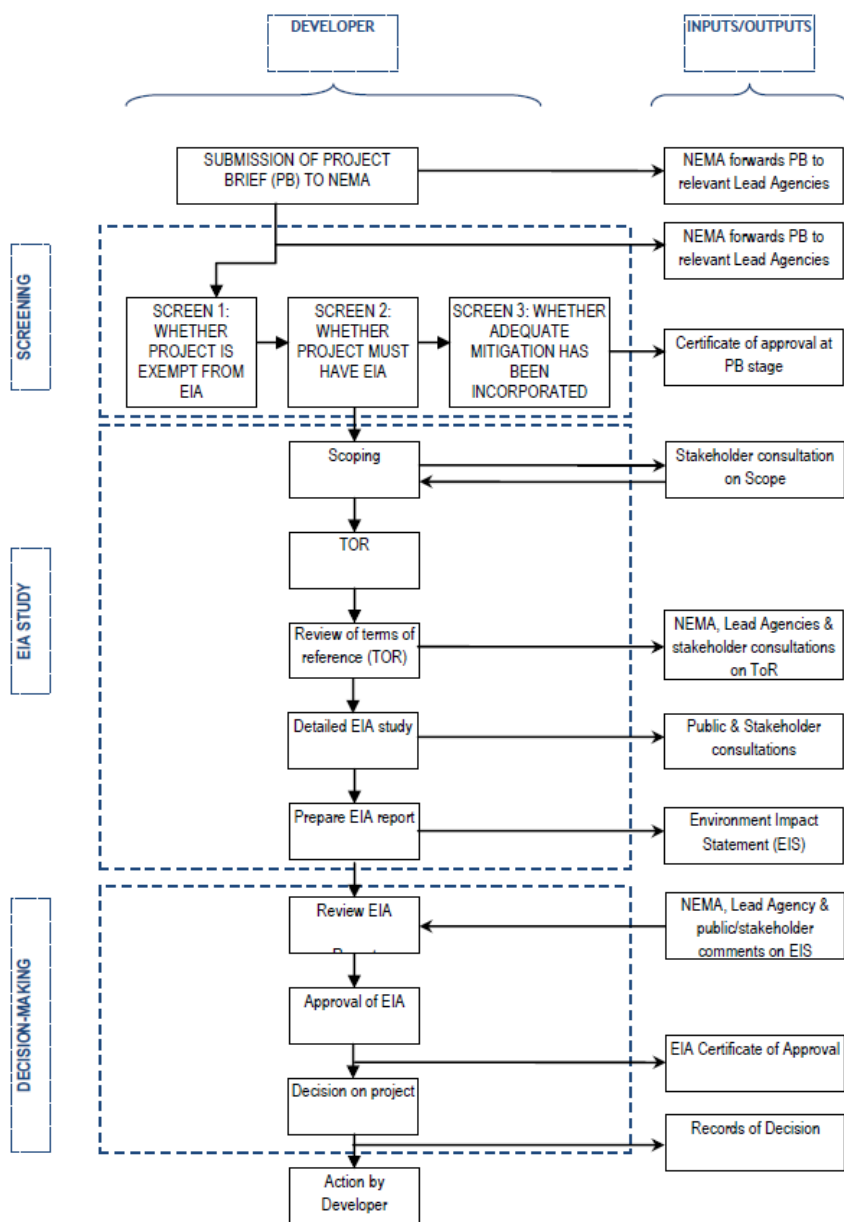 DEVELOPER
INPUTS/OUTPUTS
SUBMISSION OF PROJECT
BRIEF (PB) TO NEMA
NEMA forwards PB to
relevant Lead Agencies
SCREENING
NEMA forwards PB to
relevant Lead Agencies
SCREEN 1:
WHETHER
PROJECT IS
EXEMPT FROM
EIA
SCREEN 2:
WHETHER
PROJECT MUST
HAVE EIA
SCREEN 3: WHETHER
ADEQUATE
MITIGATION HAS
BEEN
INCORPORATED
Certificate of approval at
PB stage
EIA STUDY
Scoping
Stakeholder consultation
on Scope
TOR
Review of terms of
reference (TOR)
NEMA, Lead Agencies &
stakeholder consultations
on ToR
Detailed EIA study
Public & Stakeholder
consultations
Prepare EIA report
Environment Impact
Statement (EIS)
DECISION-MAKING
Review EIA
NEMA, Lead Agency &
public/stakeholder
comments on EIS
Approval of EIA
EIA Certificate of Approval
Decision on project
Records of Decision
Action by
Developer